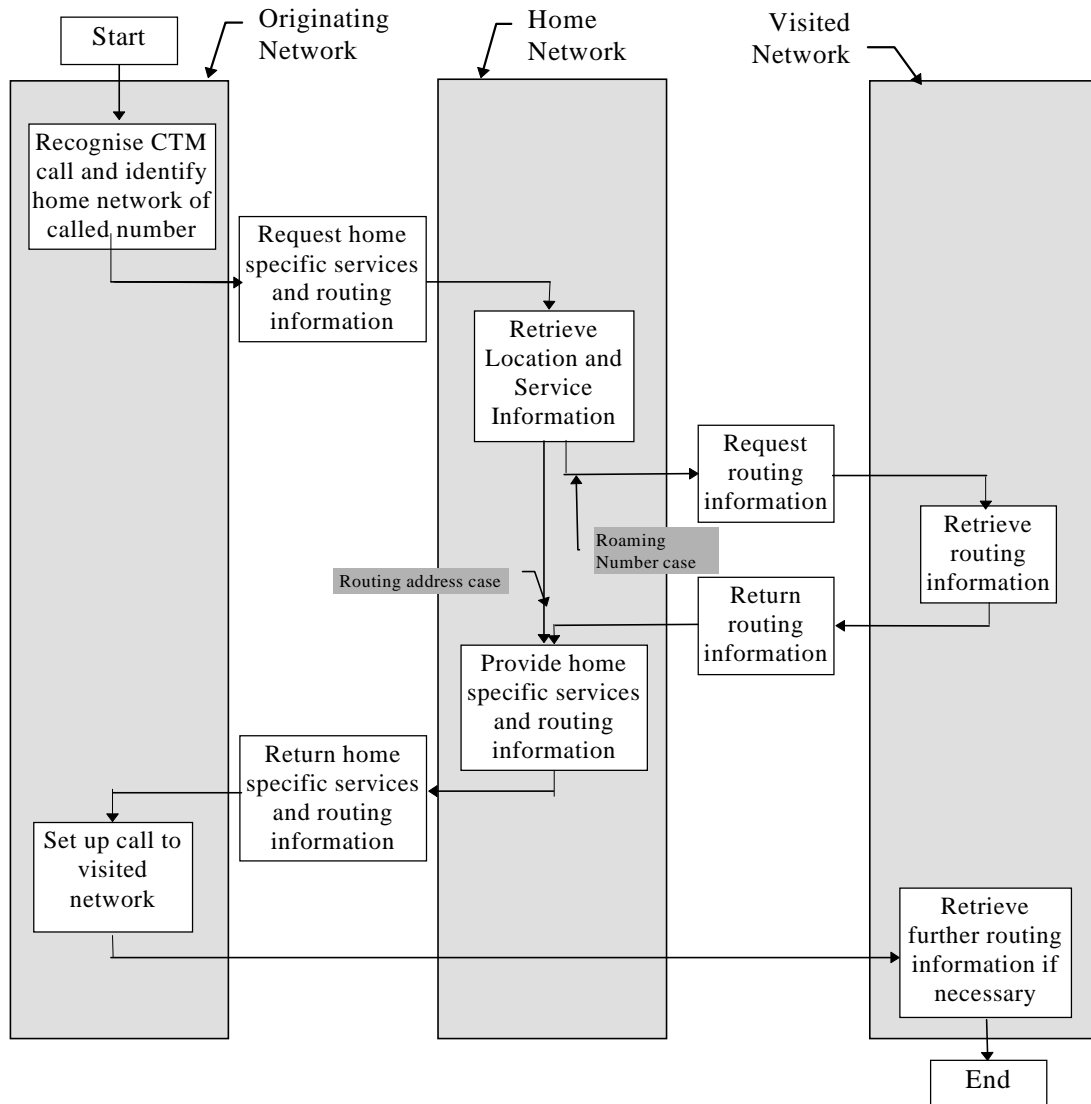 Start
Originating
Network
Home
Network
Visited
Network
Recognise CTM
call and identify
home network of
called number
Request home
specific services
and routing
information
Retrieve
Location and
Service
Information
Request
routing
information
Retrieve
routing
information
Roaming
Number case
Routing address case
Return
routing
information
Provide home
specific services
and routing
information
Return home
specific services
and routing
information
Set up call to
visited
network
Retrieve
further routing
information if
necessary
End